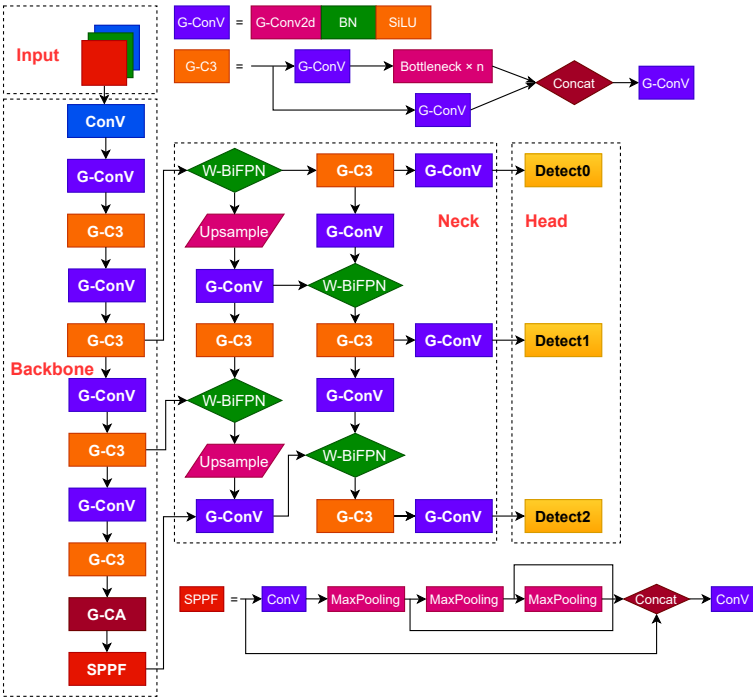 G-ConV = G-Conv2d BN SiLU
Input
G-C3 = G-ConV Bottleneck × n Concat G-ConV
G-ConV
ConV
G-ConV
W-BiFPN G-C3 G-ConV Detect0
G-C3 Upsample G-ConV Neck Head
G-ConV G-ConV W-BiFPN
G-C3 G-C3 G-C3 G-ConV Detect1
Backbone
G-ConV W-BiFPN G-ConV
G-C3 Upsample W-BiFPN
G-ConV G-ConV G-C3 G-ConV Detect2
G-C3
SPPF = ConV MaxPooling MaxPooling MaxPooling Concat ConV
G-CA
SPPF